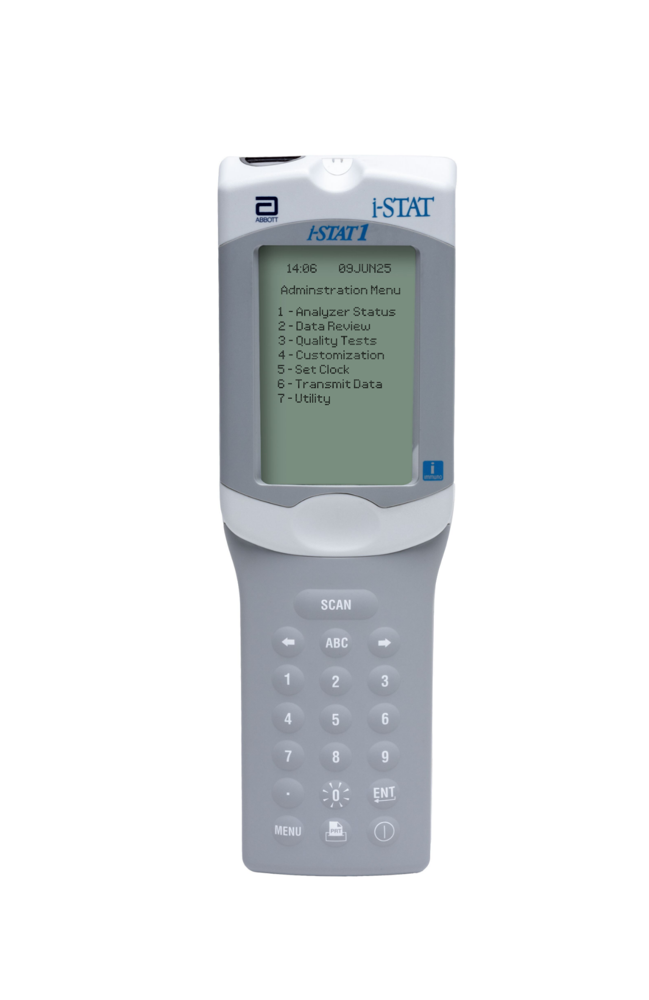 ABBOTT
i-STAT
i-STAT 1
14:06 09JUN25
Adminstration Menu
1 - Analyzer Status
2 - Data Review
3 - Quality Tests
4 - Customization
5 - Set Clock
6 - Transmit Data
7 - Utility
i
immuno
SCAN
ABC
1 2 3
4 5 6
7 8 9
. 0 ENT
MENU PRT